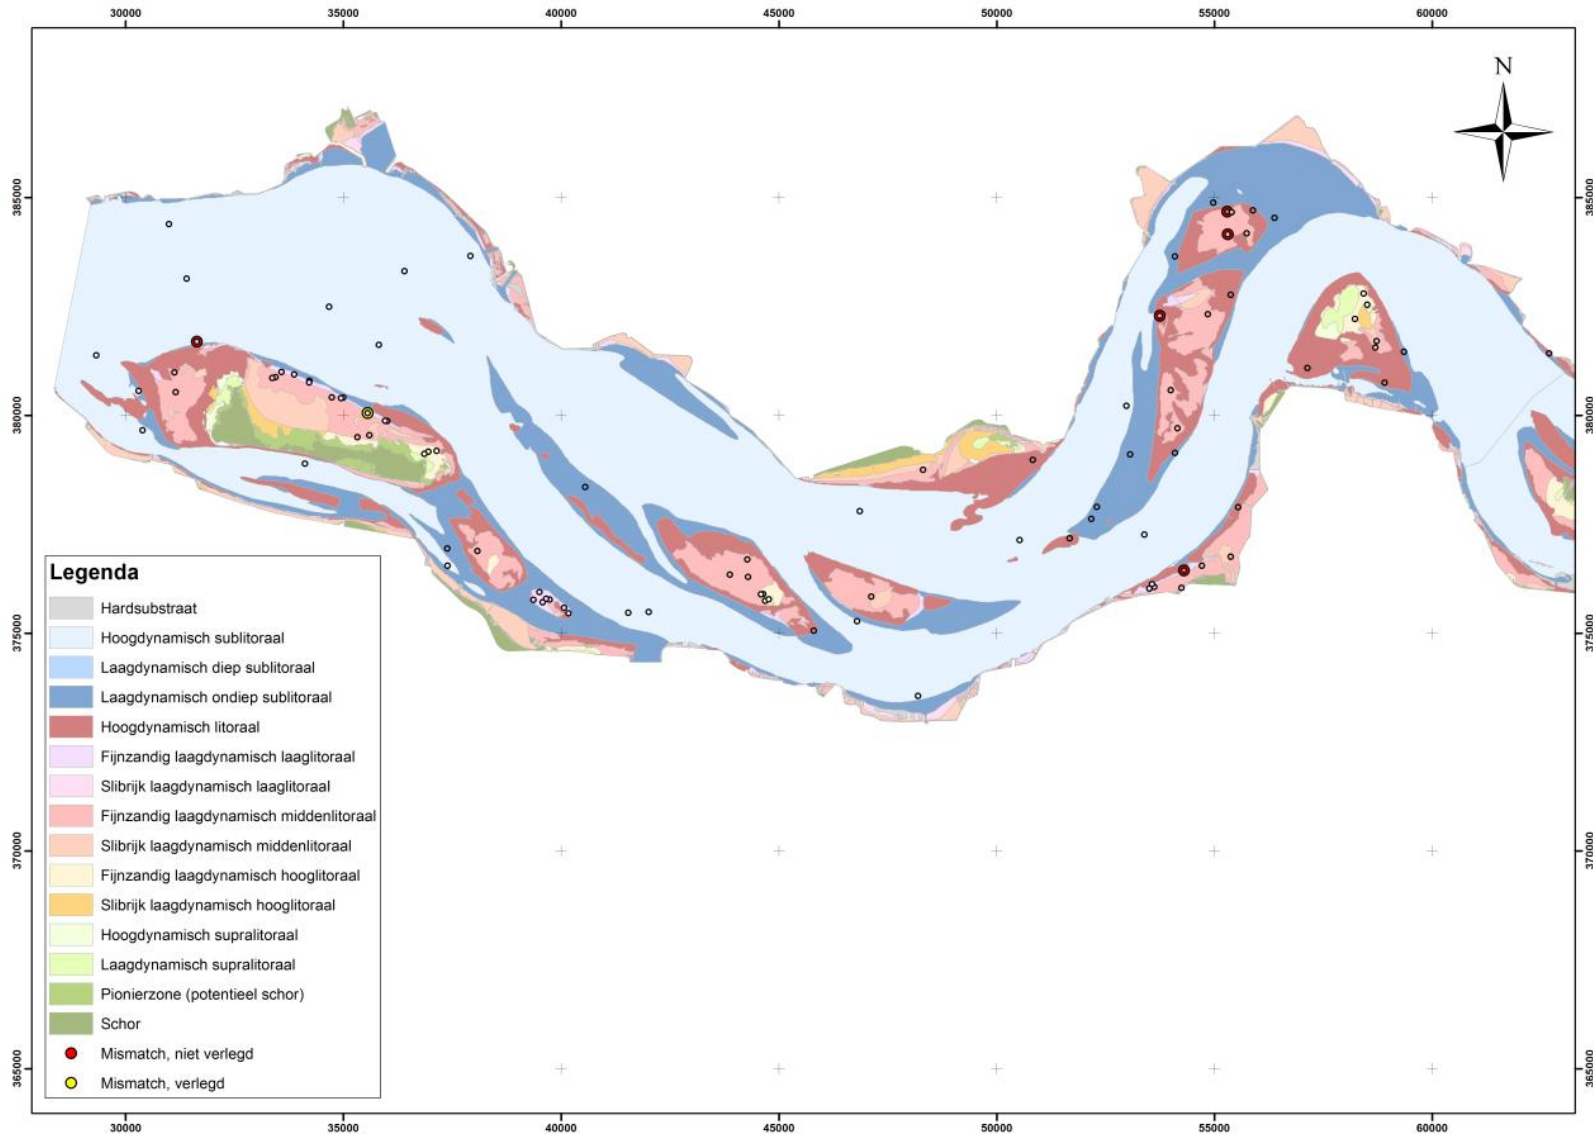 30000 35000 40000 45000 50000 55000 60000
N
385000 385000
380000 380000
375000 375000
370000 370000
365000 365000
Legenda
Hardsubstraat
Hoogdynamisch sublitoraal
Laagdynamisch diep sublitoraal
Laagdynamisch ondiep sublitoraal
Hoogdynamisch litoraal
Fijnzandig laagdynamisch laaglitoraal
Slibrijk laagdynamisch laaglitoraal
Fijnzandig laagdynamisch middenlitoraal
Slibrijk laagdynamisch middenlitoraal
Fijnzandig laagdynamisch hooglitoraal
Slibrijk laagdynamisch hooglitoraal
Hoogdynamisch supralitoraal
Laagdynamisch supralitoraal
Pionierzone (potentieel schor)
Schor
Mismatch, niet verlegd
Mismatch, verlegd
30000 35000 40000 45000 50000 55000 60000